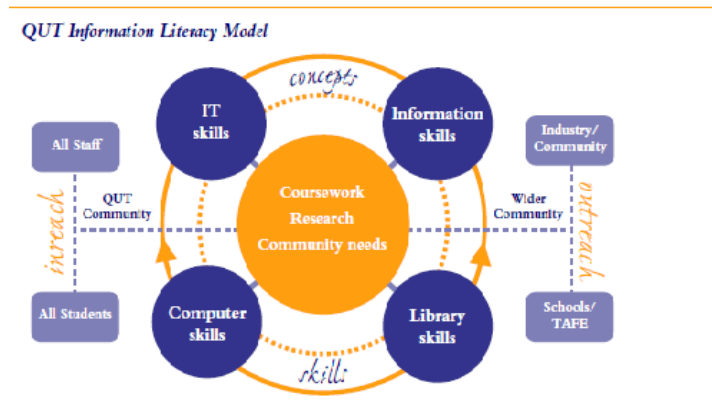 QUT Information Literacy Model
concepts
IT
skills
Information
skills
All Staff
Industry/
Community
inreach
QUT
Community
Coursework
Research
Community needs
Wider
Community
outreach
All Students
Computer
skills
Library
skills
Schools/
TAFE
skills